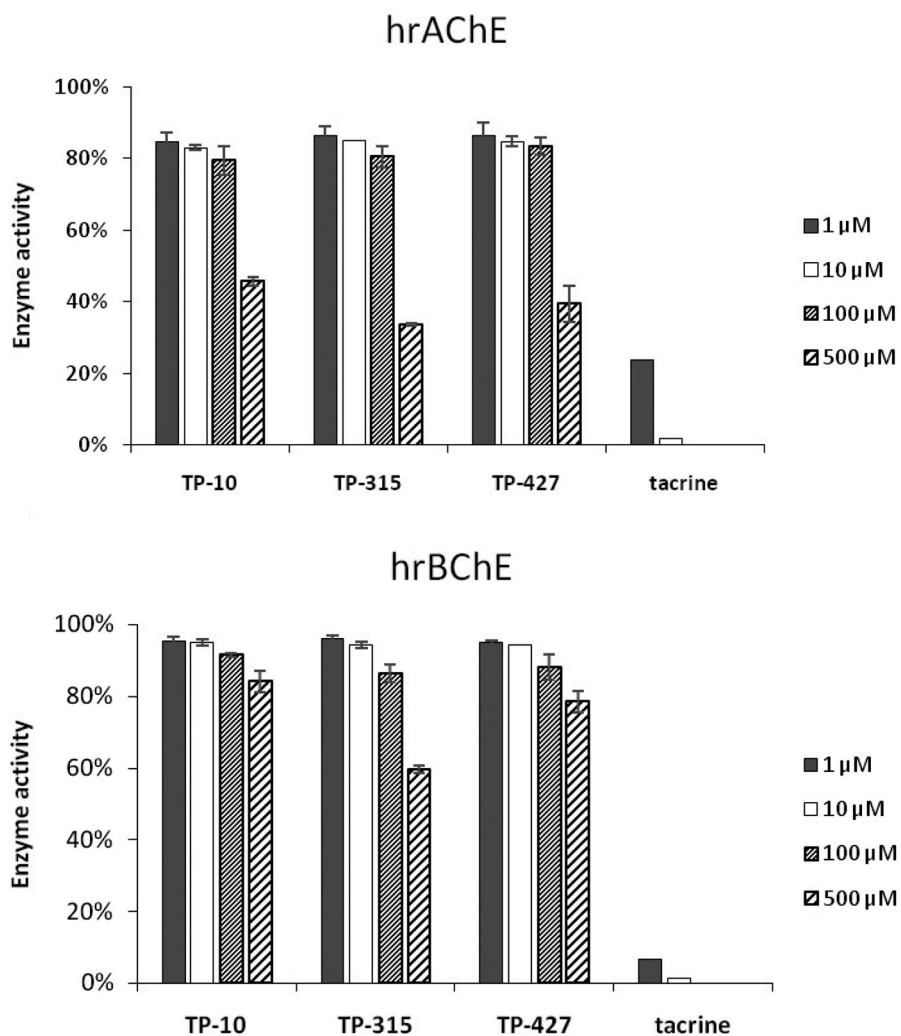 hrAChE
100%
80%
60%
40%
20%
0%
Enzyme activity
TP-10 TP-315 TP-427 tacrine
1 µM
10 µM
100 µM
500 µM
hrBChE
100%
80%
60%
40%
20%
0%
Enzyme activity
TP-10 TP-315 TP-427 tacrine
1 µM
10 µM
100 µM
500 µM